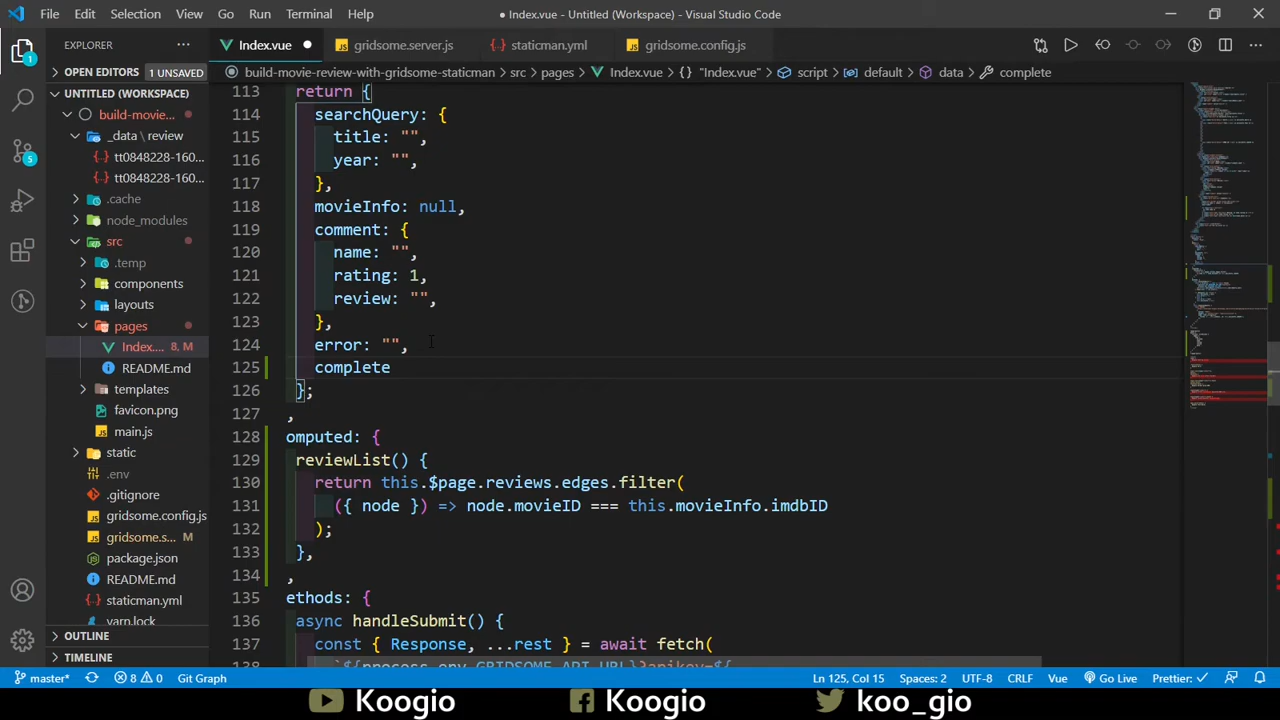 File Edit Selection View Go Run Terminal Help
● Index.vue - Untitled (Workspace) - Visual Studio Code
EXPLORER
Index.vue
gridsome.server.js
staticman.yml
gridsome.config.js
OPEN EDITORS 1 UNSAVED
build-movie-review-with-gridsome-staticman > src > pages > Index.vue > {} "Index.vue" > script > default > data > complete
UNTITLED (WORKSPACE)
build-movie...
_data \ review
tt0848228-160...
tt0848228-160...
.cache
node_modules
src
.temp
components
layouts
pages
Index.... 8, M
README.md
templates
favicon.png
main.js
static
.env
.gitignore
gridsome.config.js
gridsome.s... M
package.json
README.md
staticman.yml
yarn.lock
OUTLINE
TIMELINE
113 return {
114 searchQuery: {
115 title: "",
116 year: "",
117 },
118 movieInfo: null,
119 comment: {
120 name: "",
121 rating: 1,
122 review: "",
123 },
124 error: "",
125 complete
126 };
127 ,
128 omputed: {
129 reviewList() {
130 return this.$page.reviews.edges.filter(
131 ({ node }) => node.movieID === this.movieInfo.imdbID
132 );
133 },
134 ,
135 ethods: {
136 async handleSubmit() {
137 const { Response, ...rest } = await fetch(
138 `${process.env.GRIDSOME_API_URL}?apikey=${
master* 8 0 Git Graph Ln 125, Col 15 Spaces: 2 UTF-8 CRLF Vue Go Live Prettier: ✓
Koogio Koogio koo_gio